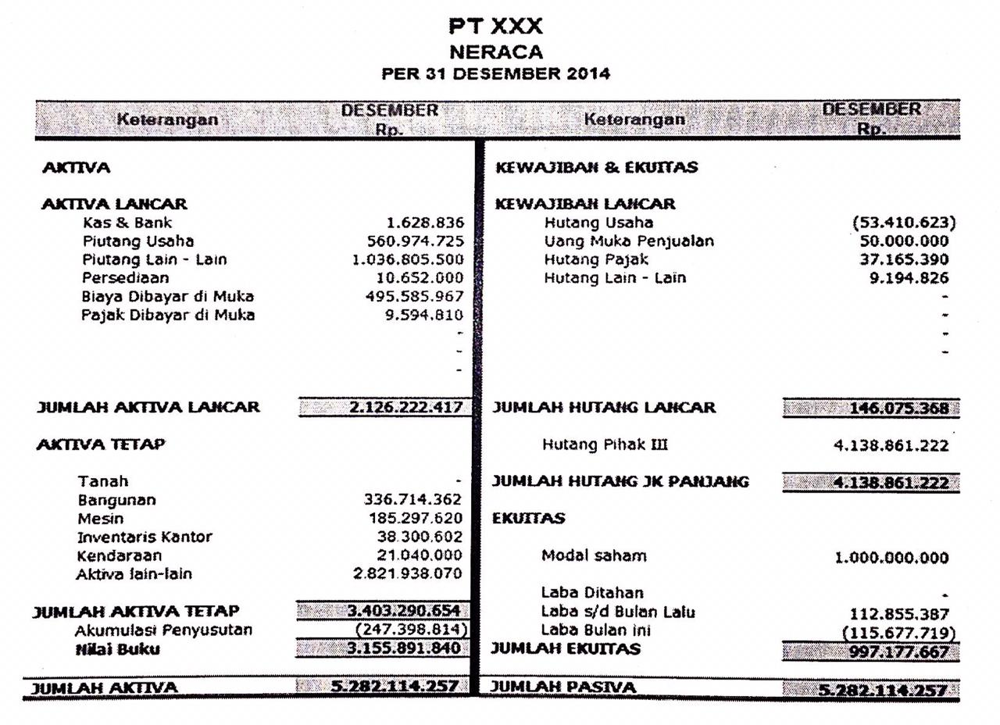 PT XXX
NERACA
PER 31 DESEMBER 2014
Keterangan DESEMBER Rp.
AKTIVA
AKTIVA LANCAR
Kas & Bank 1.628.836
Piutang Usaha 560.974.725
Piutang Lain - Lain 1.036.805.500
Persediaan 10.652.000
Biaya Dibayar di Muka 495.585.967
Pajak Dibayar di Muka 9.594.810
-
-
-
JUMLAH AKTIVA LANCAR 2.126.222.417
AKTIVA TETAP
Tanah -
Bangunan 336.714.362
Mesin 185.297.620
Inventaris Kantor 38.300.602
Kendaraan 21.040.000
Aktiva lain-lain 2.821.938.070
JUMLAH AKTIVA TETAP 3.403.290.654
Akumulasi Penyusutan (247.398.814)
Nilai Buku 3.155.891.840
JUMLAH AKTIVA 5.282.114.257
Keterangan DESEMBER Rp.
KEWAJIBAN & EKUITAS
KEWAJIBAN LANCAR
Hutang Usaha (53.410.623)
Uang Muka Penjualan 50.000.000
Hutang Pajak 37.165.390
Hutang Lain - Lain 9.194.826
-
-
-
-
JUMLAH HUTANG LANCAR 146.075.368
Hutang Pihak III 4.138.861.222
JUMLAH HUTANG JK PANJANG 4.138.861.222
EKUITAS
Modal saham 1.000.000.000
Laba Ditahan -
Laba s/d Bulan Lalu 112.855.387
Laba Bulan ini (115.677.719)
JUMLAH EKUITAS 997.177.667
JUMLAH PASIVA 5.282.114.257